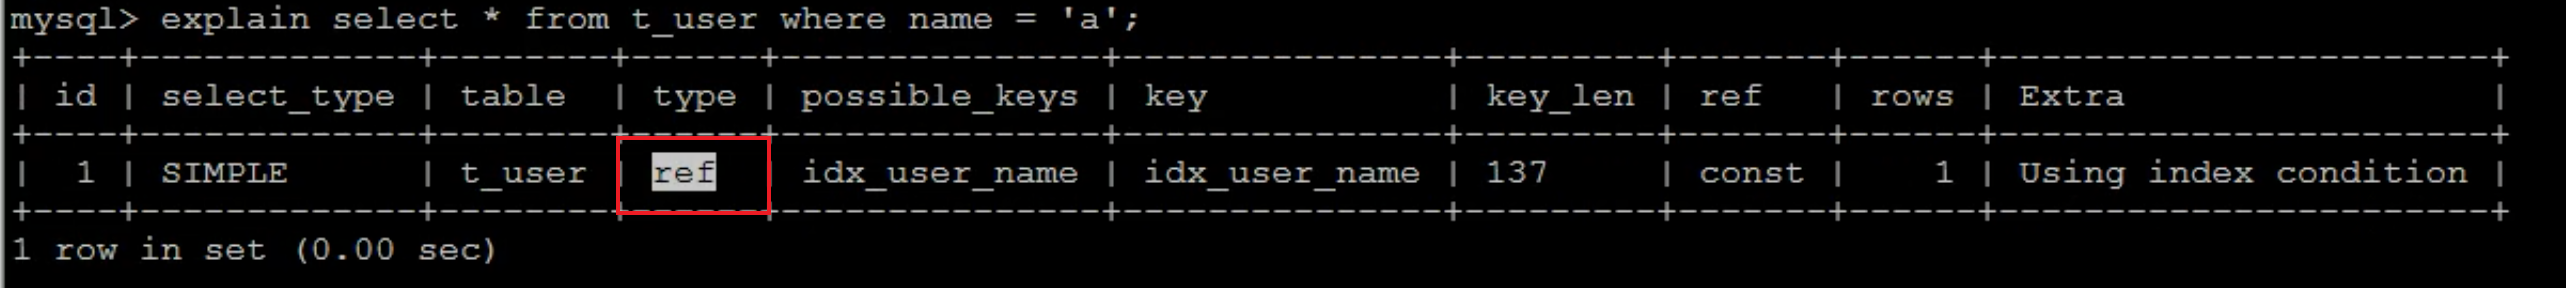 mysql> explain select * from t_user where name = 'a';
+----+-------------+--------+------+---------------+---------------+---------+-------+------+-----------------------+
| id | select_type | table  | type | possible_keys | key           | key_len | ref   | rows | Extra                 |
+----+-------------+--------+------+---------------+---------------+---------+-------+------+-----------------------+
|  1 | SIMPLE      | t_user | ref  | idx_user_name | idx_user_name | 137     | const |    1 | Using index condition |
+----+-------------+--------+------+---------------+---------------+---------+-------+------+-----------------------+
1 row in set (0.00 sec)